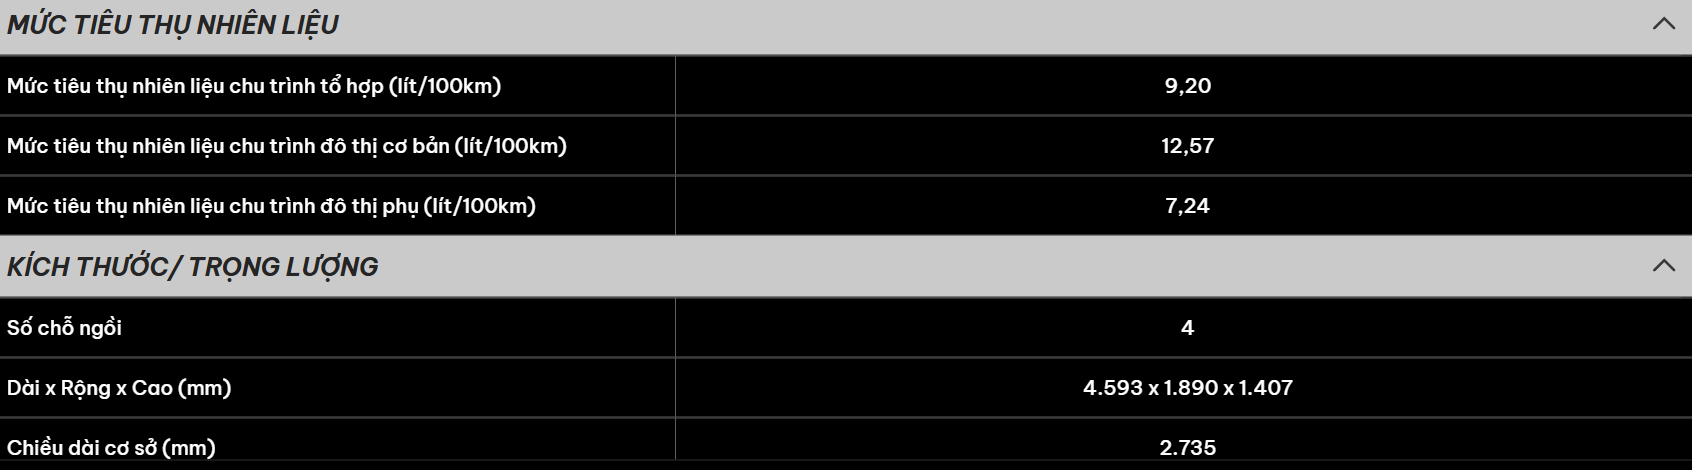 MỨC TIÊU THỤ NHIÊN LIỆU
Mức tiêu thụ nhiên liệu chu trình tổ hợp (lít/100km) 9,20
Mức tiêu thụ nhiên liệu chu trình đô thị cơ bản (lít/100km) 12,57
Mức tiêu thụ nhiên liệu chu trình đô thị phụ (lít/100km) 7,24
KÍCH THƯỚC/ TRỌNG LƯỢNG
Số chỗ ngồi 4
Dài x Rộng x Cao (mm) 4.593 x 1.890 x 1.407
Chiều dài cơ sở (mm) 2.735